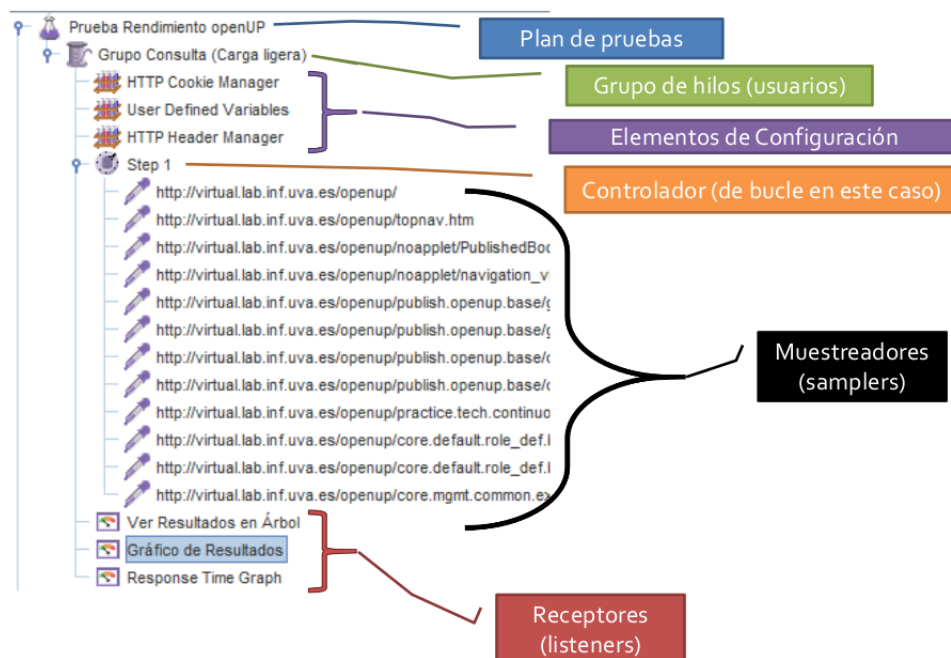 Prueba Rendimiento openUP
Plan de pruebas
Grupo Consulta (Carga ligera)
Grupo de hilos (usuarios)
HTTP Cookie Manager
User Defined Variables
HTTP Header Manager
Elementos de Configuración
Step 1
Controlador (de bucle en este caso)
http://virtual.lab.inf.uva.es/openup/
http://virtual.lab.inf.uva.es/openup/topnav.htm
http://virtual.lab.inf.uva.es/openup/noapplet/PublishedBoo
http://virtual.lab.inf.uva.es/openup/noapplet/navigation_vi
http://virtual.lab.inf.uva.es/openup/publish.openup.base/g
http://virtual.lab.inf.uva.es/openup/publish.openup.base/g
http://virtual.lab.inf.uva.es/openup/publish.openup.base/c
http://virtual.lab.inf.uva.es/openup/publish.openup.base/c
http://virtual.lab.inf.uva.es/openup/practice.tech.continuo
http://virtual.lab.inf.uva.es/openup/core.default.role_def.l
http://virtual.lab.inf.uva.es/openup/core.default.role_def.l
http://virtual.lab.inf.uva.es/openup/core.mgmt.common.ex
Muestreadores
(samplers)
Ver Resultados en Árbol
Gráfico de Resultados
Response Time Graph
Receptores
(listeners)